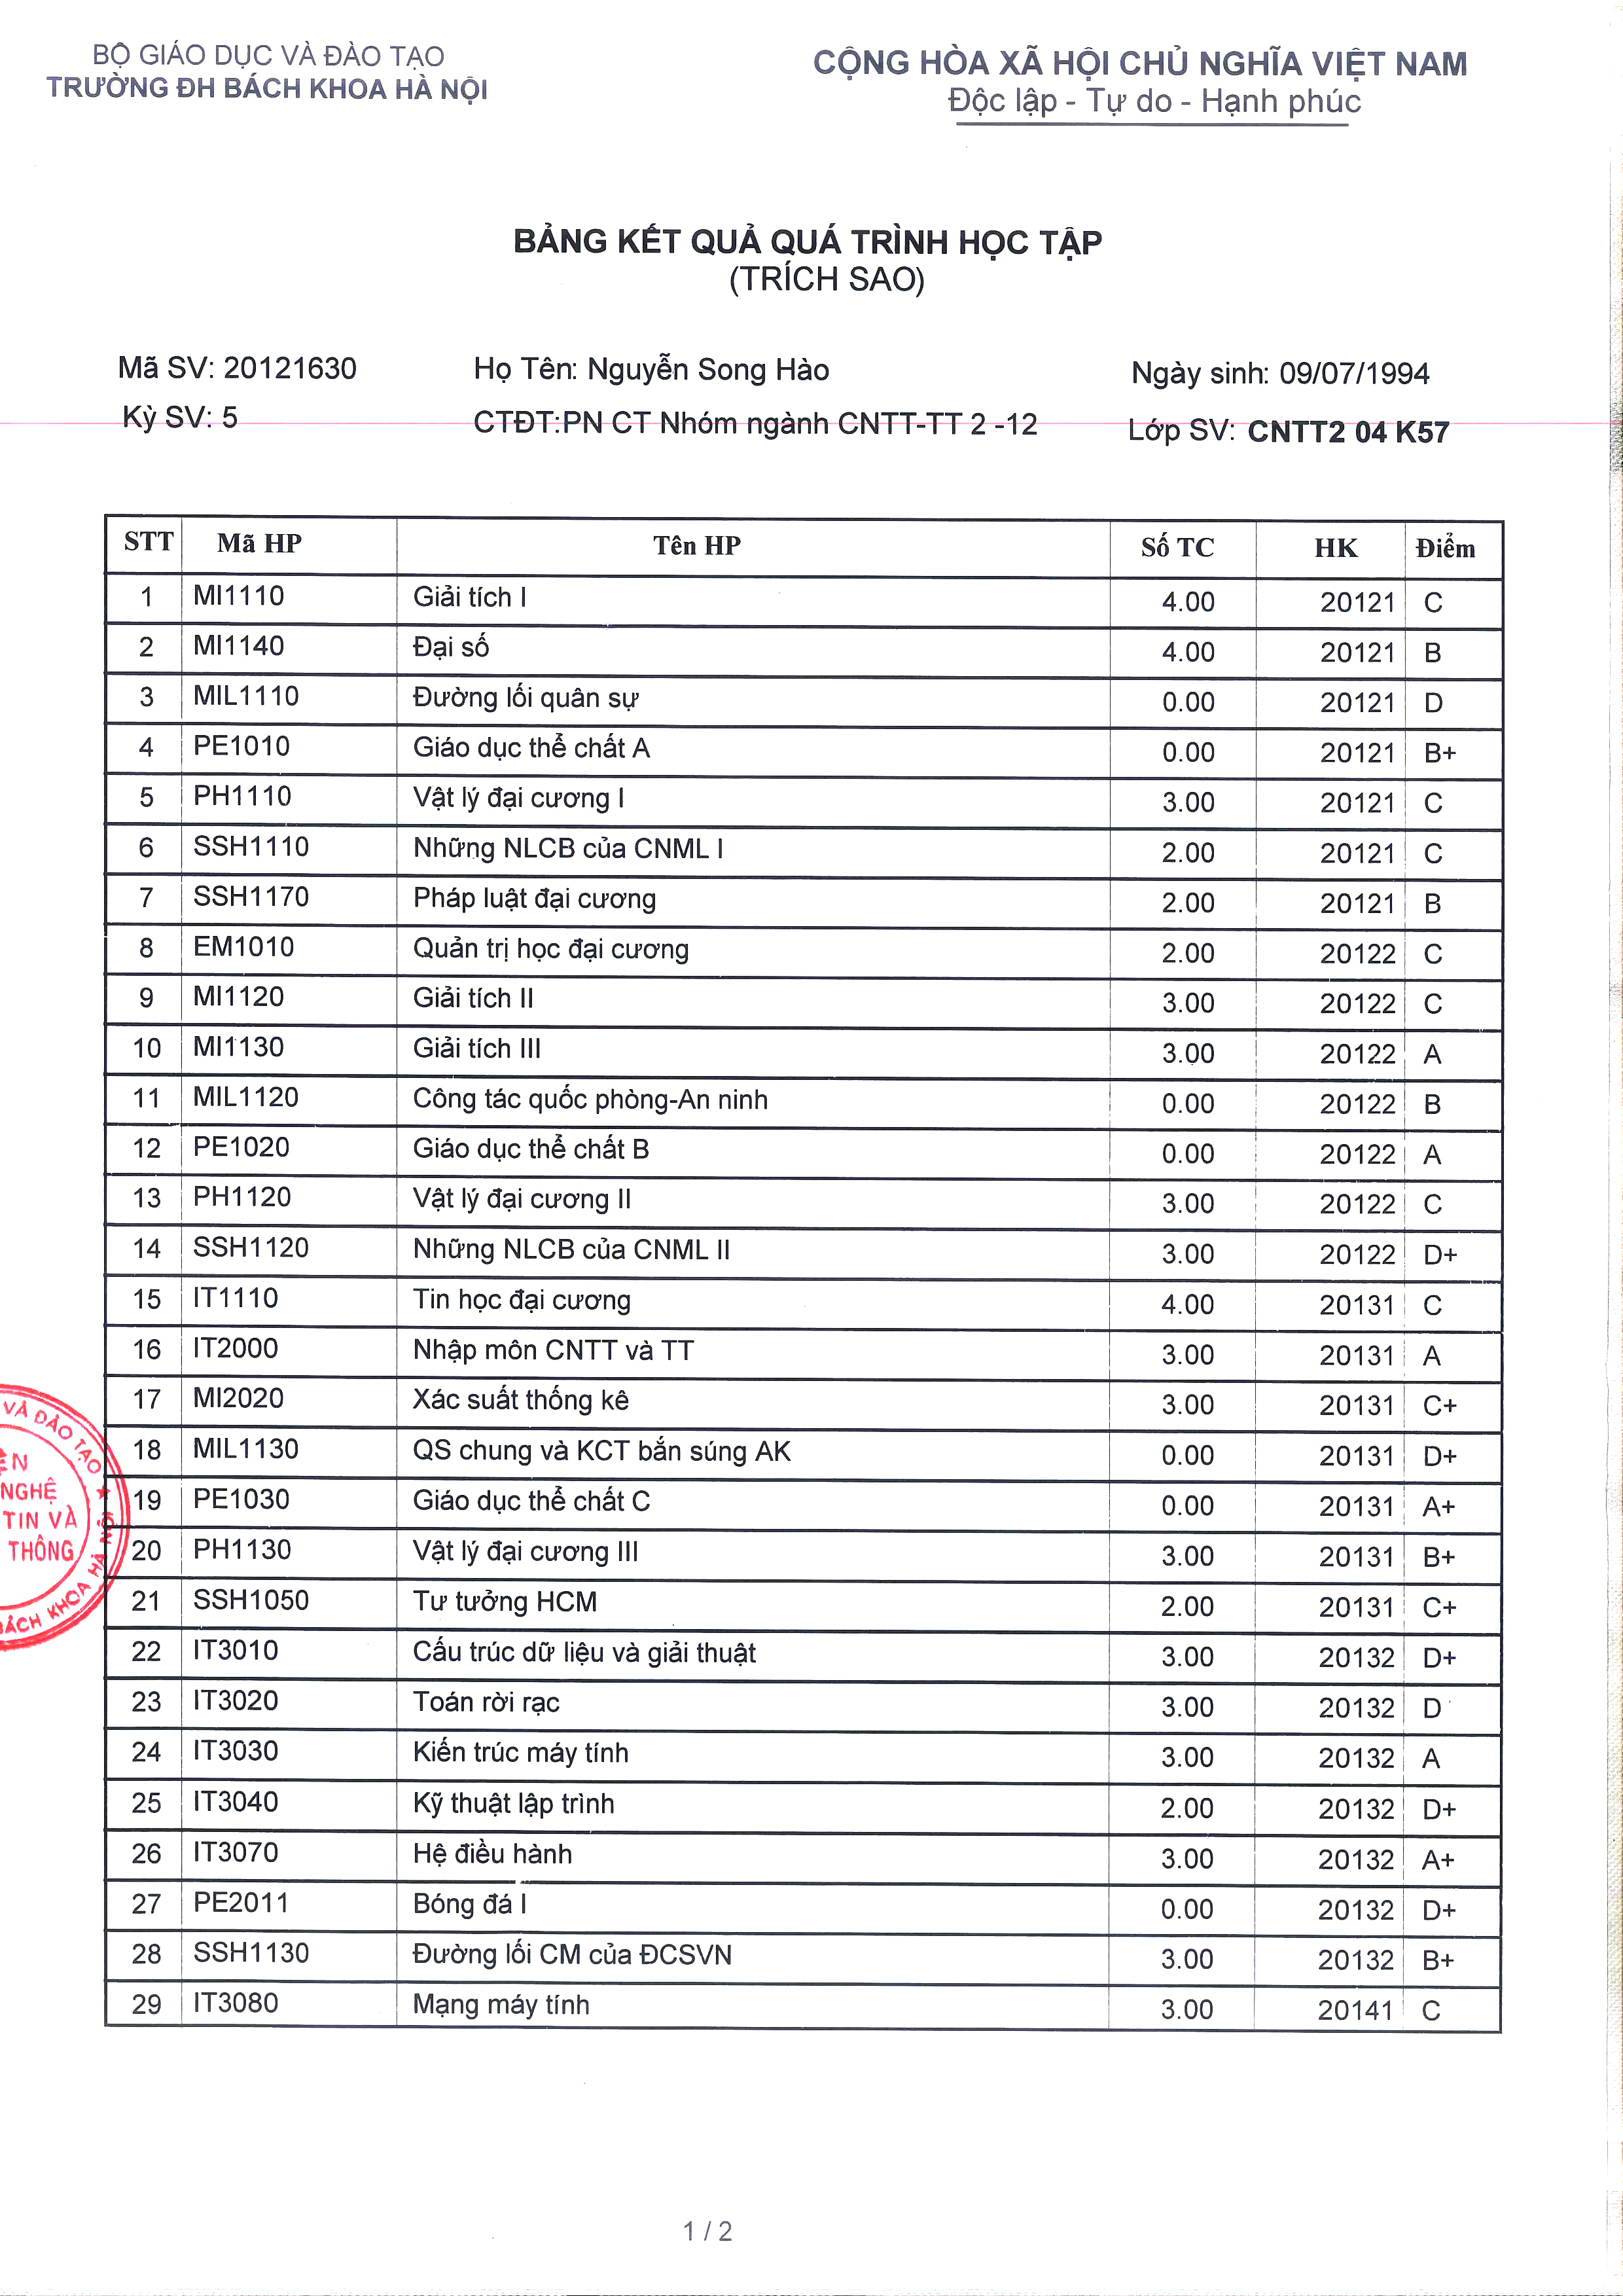 BỘ GIÁO DỤC VÀ ĐÀO TẠO
TRƯỜNG ĐH BÁCH KHOA HÀ NỘI
CỘNG HÒA XÃ HỘI CHỦ NGHĨA VIỆT NAM
Độc lập - Tự do - Hạnh phúc
BẢNG KẾT QUẢ QUÁ TRÌNH HỌC TẬP
(TRÍCH SAO)
Mã SV: 20121630 Họ Tên: Nguyễn Song Hào Ngày sinh: 09/07/1994
Kỳ SV: 5 CTĐT:PN CT Nhóm ngành CNTT-TT 2 -12 Lớp SV: CNTT2 04 K57
STT Mã HP Tên HP Số TC HK Điểm
1 MI1110 Giải tích I 4.00 20121 C
2 MI1140 Đại số 4.00 20121 B
3 MIL1110 Đường lối quân sự 0.00 20121 D
4 PE1010 Giáo dục thể chất A 0.00 20121 B+
5 PH1110 Vật lý đại cương I 3.00 20121 C
6 SSH1110 Những NLCB của CNML I 2.00 20121 C
7 SSH1170 Pháp luật đại cương 2.00 20121 B
8 EM1010 Quản trị học đại cương 2.00 20122 C
9 MI1120 Giải tích II 3.00 20122 C
10 MI1130 Giải tích III 3.00 20122 A
11 MIL1120 Công tác quốc phòng-An ninh 0.00 20122 B
12 PE1020 Giáo dục thể chất B 0.00 20122 A
13 PH1120 Vật lý đại cương II 3.00 20122 C
14 SSH1120 Những NLCB của CNML II 3.00 20122 D+
15 IT1110 Tin học đại cương 4.00 20131 C
16 IT2000 Nhập môn CNTT và TT 3.00 20131 A
17 MI2020 Xác suất thống kê 3.00 20131 C+
18 MIL1130 QS chung và KCT bắn súng AK 0.00 20131 D+
19 PE1030 Giáo dục thể chất C 0.00 20131 A+
20 PH1130 Vật lý đại cương III 3.00 20131 B+
21 SSH1050 Tư tưởng HCM 2.00 20131 C+
22 IT3010 Cấu trúc dữ liệu và giải thuật 3.00 20132 D+
23 IT3020 Toán rời rạc 3.00 20132 D
24 IT3030 Kiến trúc máy tính 3.00 20132 A
25 IT3040 Kỹ thuật lập trình 2.00 20132 D+
26 IT3070 Hệ điều hành 3.00 20132 A+
27 PE2011 Bóng đá I 0.00 20132 D+
28 SSH1130 Đường lối CM của ĐCSVN 3.00 20132 B+
29 IT3080 Mạng máy tính 3.00 20141 C
VÀ ĐÀO TẠO
NGHỆ
TIN VÀ
THÔNG
BÁCH KHOA HÀ NỘI
1 / 2